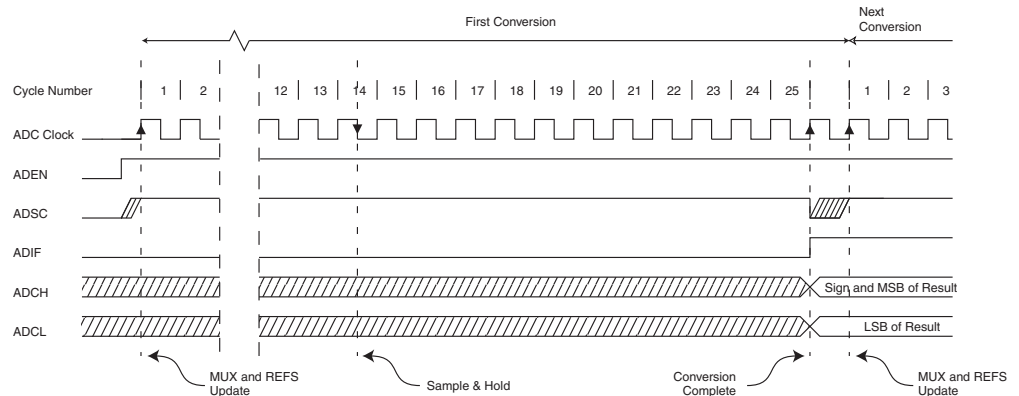 First Conversion
Next
Conversion
Cycle Number 1 2 12 13 14 15 16 17 18 19 20 21 22 23 24 25 1 2 3
ADC Clock
ADEN
ADSC
ADIF
ADCH Sign and MSB of Result
ADCL LSB of Result
MUX and REFS
Update
Sample & Hold
Conversion
Complete
MUX and REFS
Update